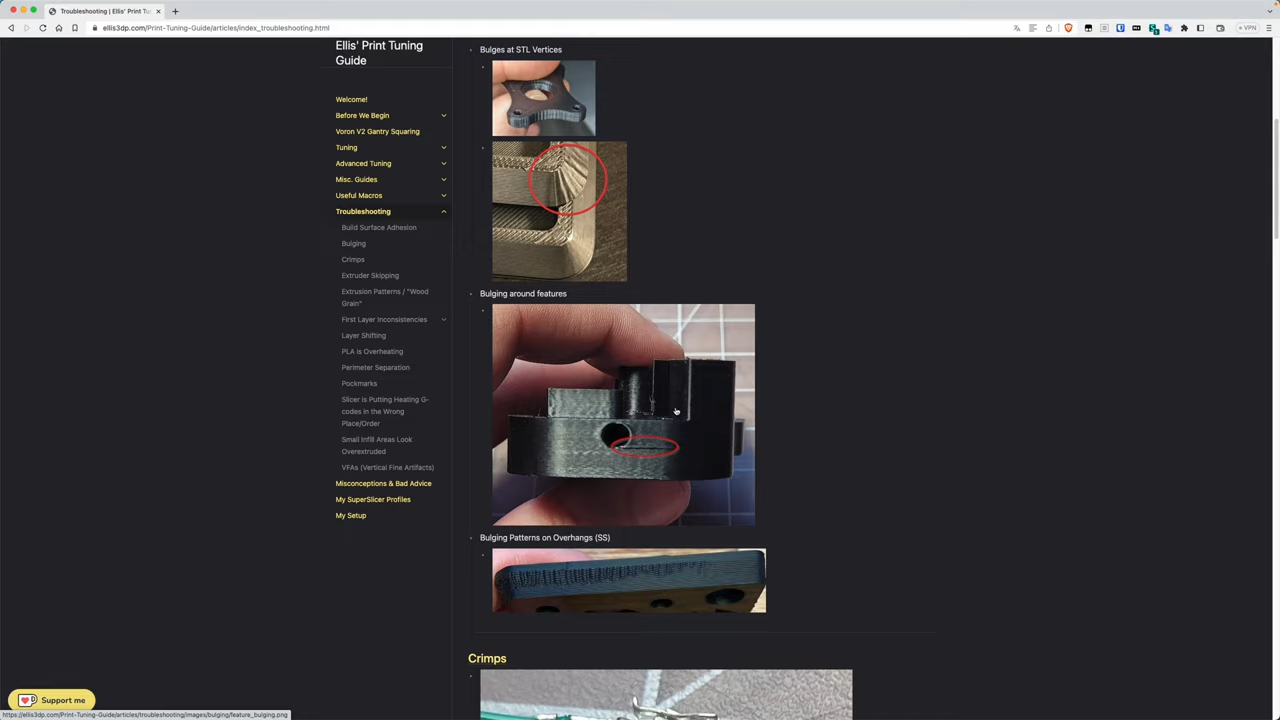 Troubleshooting | Ellis' Print Tun
ellis3dp.com/Print-Tuning-Guide/articles/index_troubleshooting.html
VPN
Ellis' Print Tuning
Guide
Welcome!
Before We Begin
Voron V2 Gantry Squaring
Tuning
Advanced Tuning
Misc. Guides
Useful Macros
Troubleshooting
Build Surface Adhesion
Bulging
Crimps
Extruder Skipping
Extrusion Patterns / "Wood
Grain"
First Layer Inconsistencies
Layer Shifting
PLA is Overheating
Perimeter Separation
Pockmarks
Slicer is Putting Heating G-
codes in the Wrong
Place/Order
Small Infill Areas Look
Overextruded
VFAs (Vertical Fine Artifacts)
Misconceptions & Bad Advice
My SuperSlicer Profiles
My Setup
Bulges at STL Vertices
Bulging around features
Bulging Patterns on Overhangs (SS)
Crimps
Support me
https://ellis3dp.com/Print-Tuning-Guide/articles/troubleshooting/images/bulging/feature_bulging.png